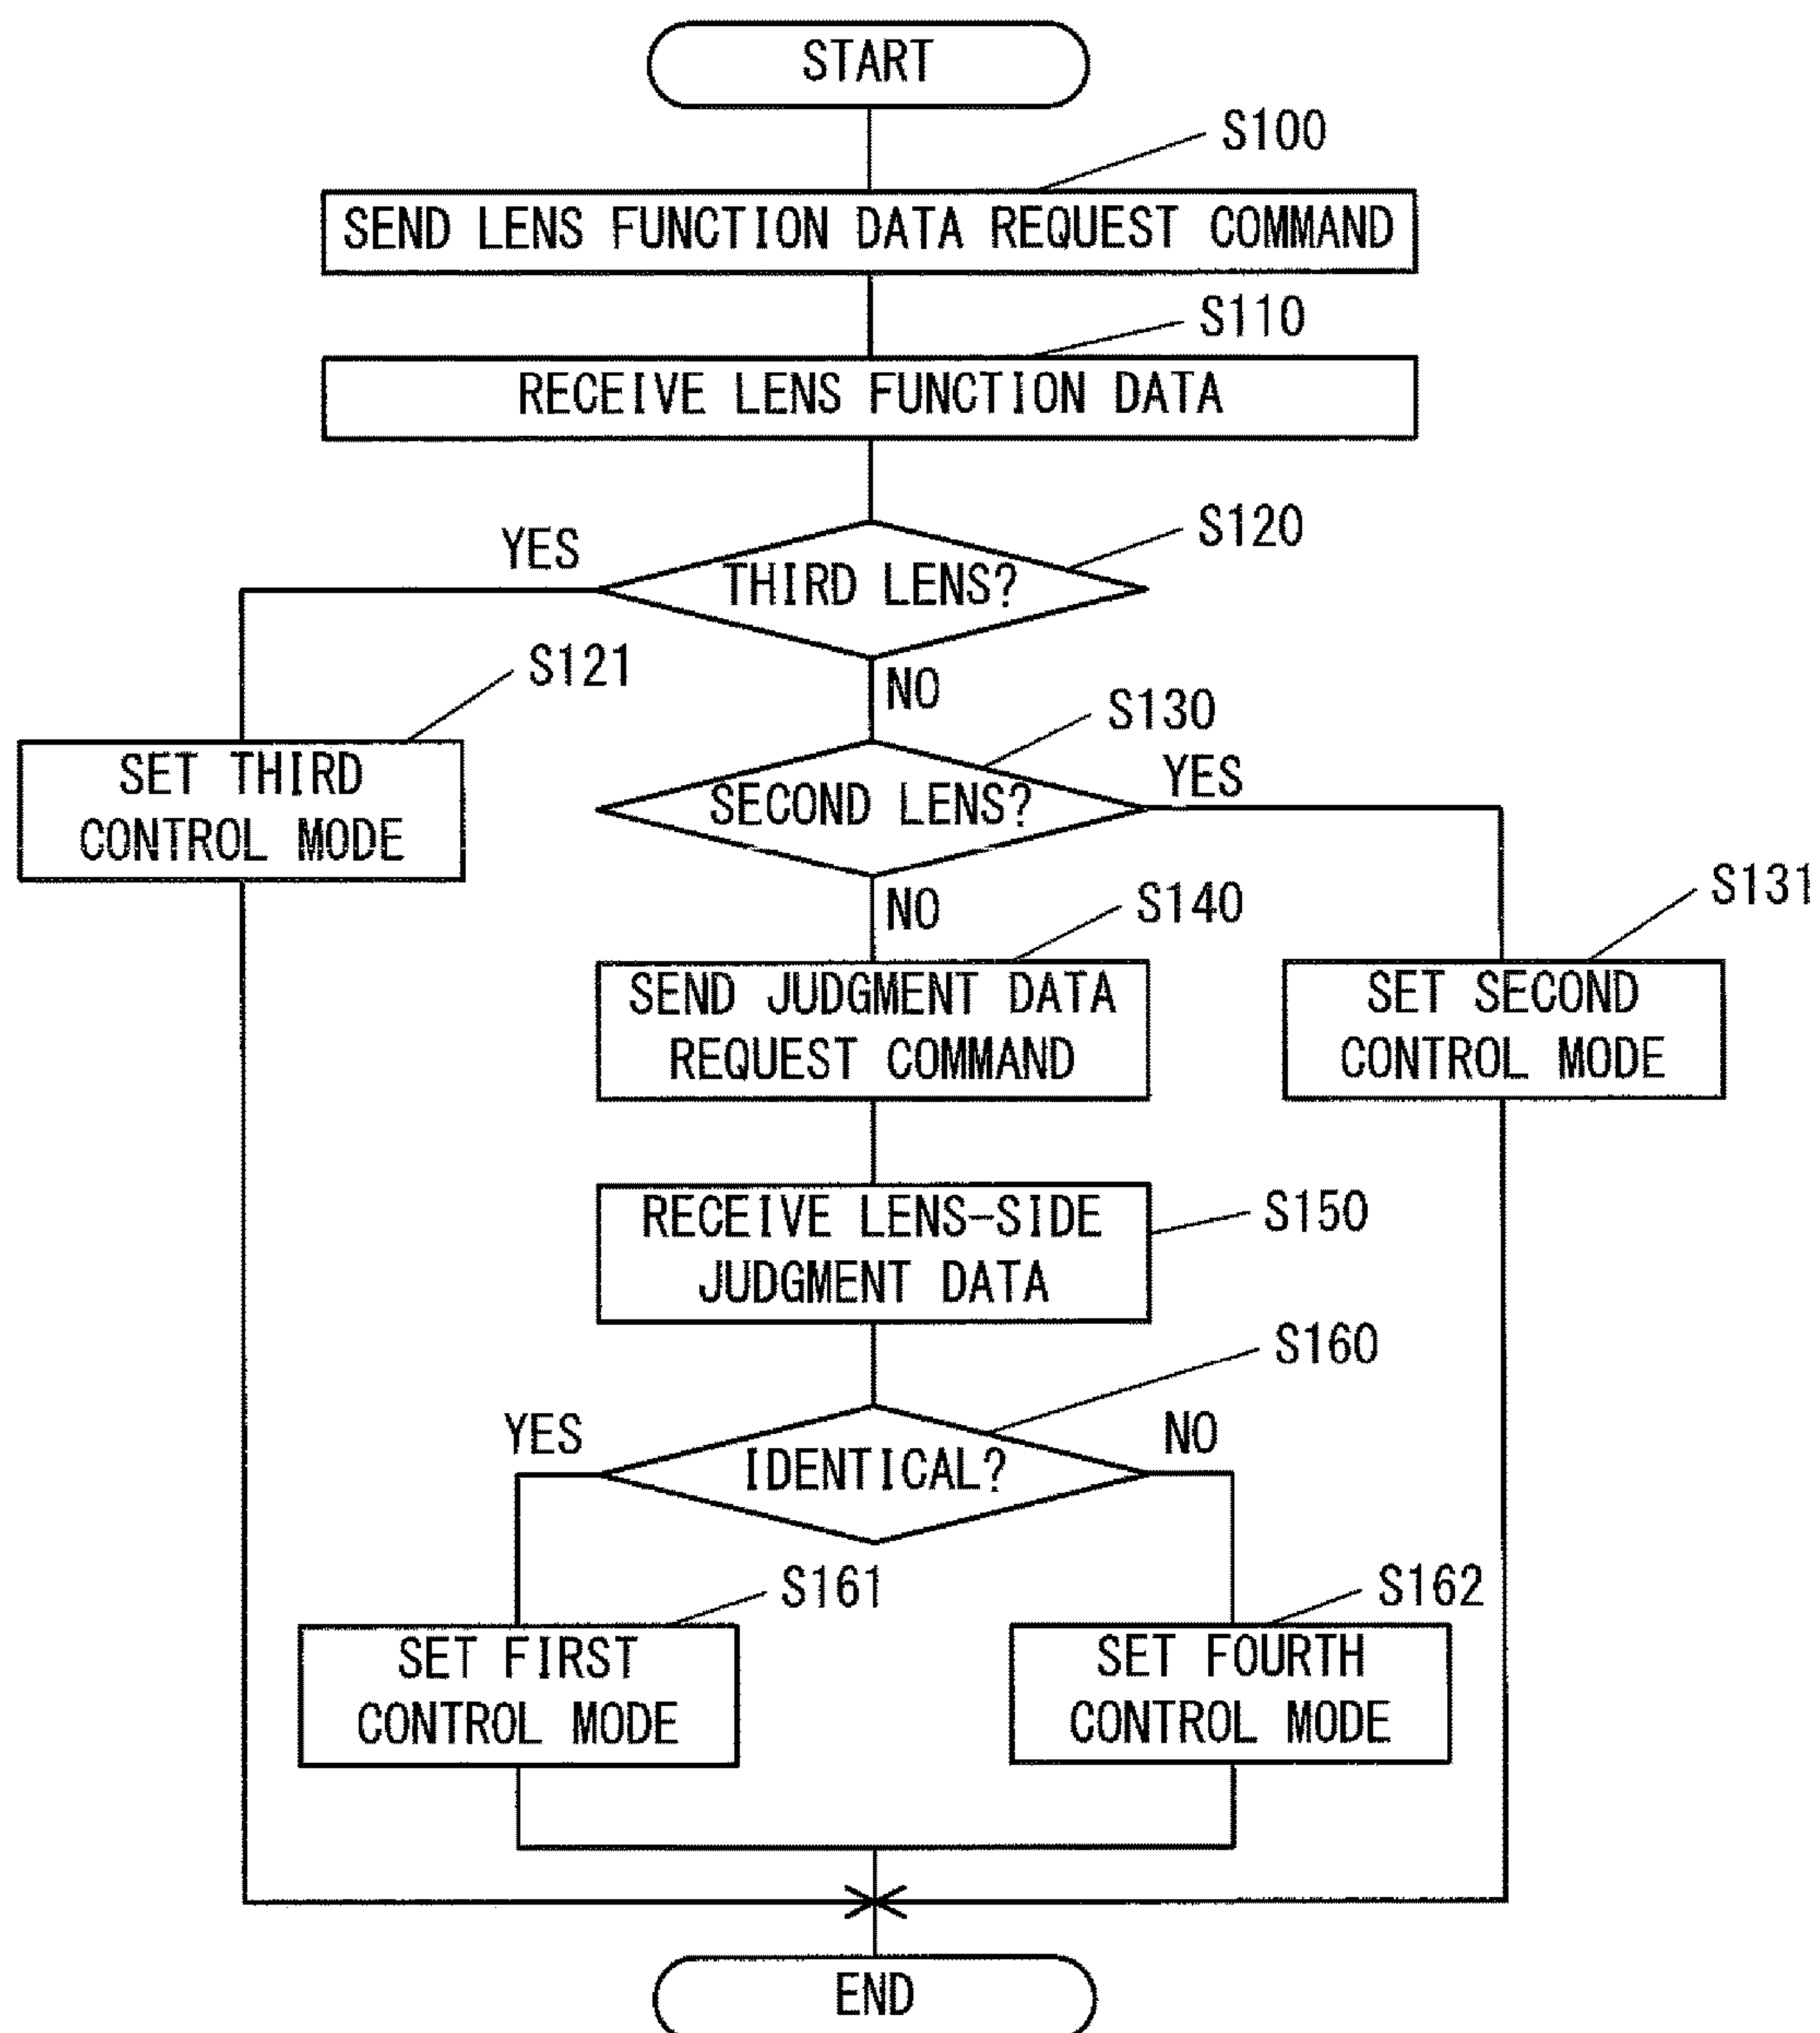 START
S100
SEND LENS FUNCTION DATA REQUEST COMMAND
S110
RECEIVE LENS FUNCTION DATA
S120
YES
THIRD LENS?
S121
NO
S130
SET THIRD
CONTROL MODE
YES
SECOND LENS?
NO
S140
S131
SEND JUDGMENT DATA
REQUEST COMMAND
SET SECOND
CONTROL MODE
RECEIVE LENS-SIDE
JUDGMENT DATA
S150
S160
YES
NO
IDENTICAL?
S161
S162
SET FIRST
CONTROL MODE
SET FOURTH
CONTROL MODE
END